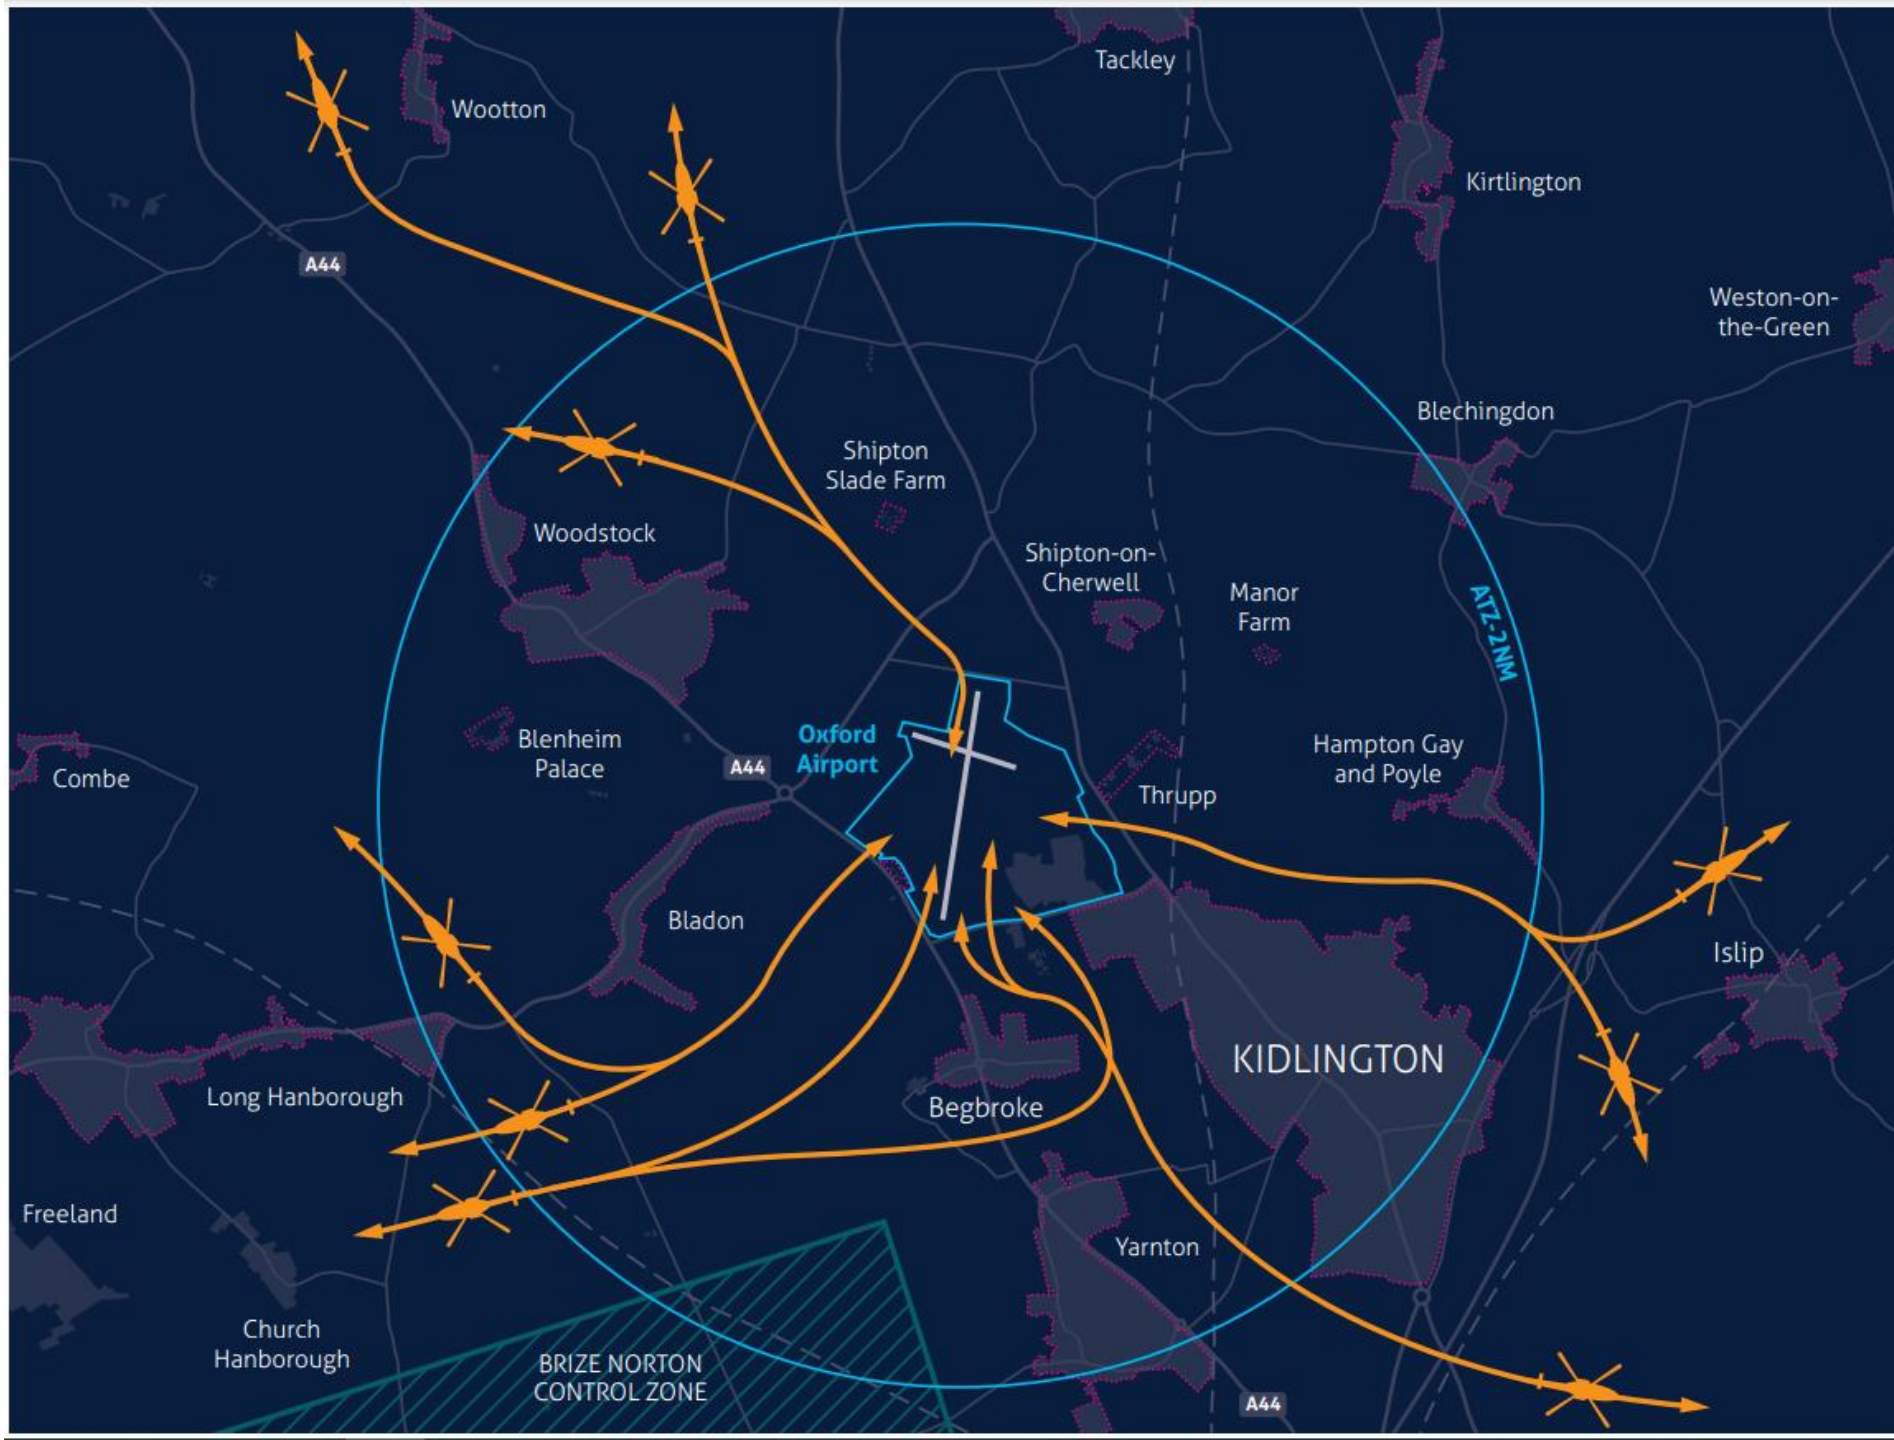 Tackley
Wootton
Kirtlington
A44
Weston-on-
the-Green
Blechingdon
Shipton
Slade Farm
Woodstock
Shipton-on-
Cherwell
Manor
Farm
ATZ-2NM
Blenheim
Palace
Oxford
Airport
A44
Hampton Gay
and Poyle
Combe
Thrupp
Bladon
Islip
KIDLINGTON
Long Hanborough
Begbroke
Freeland
Yarnton
Church
Hanborough
BRIZE NORTON
CONTROL ZONE
A44